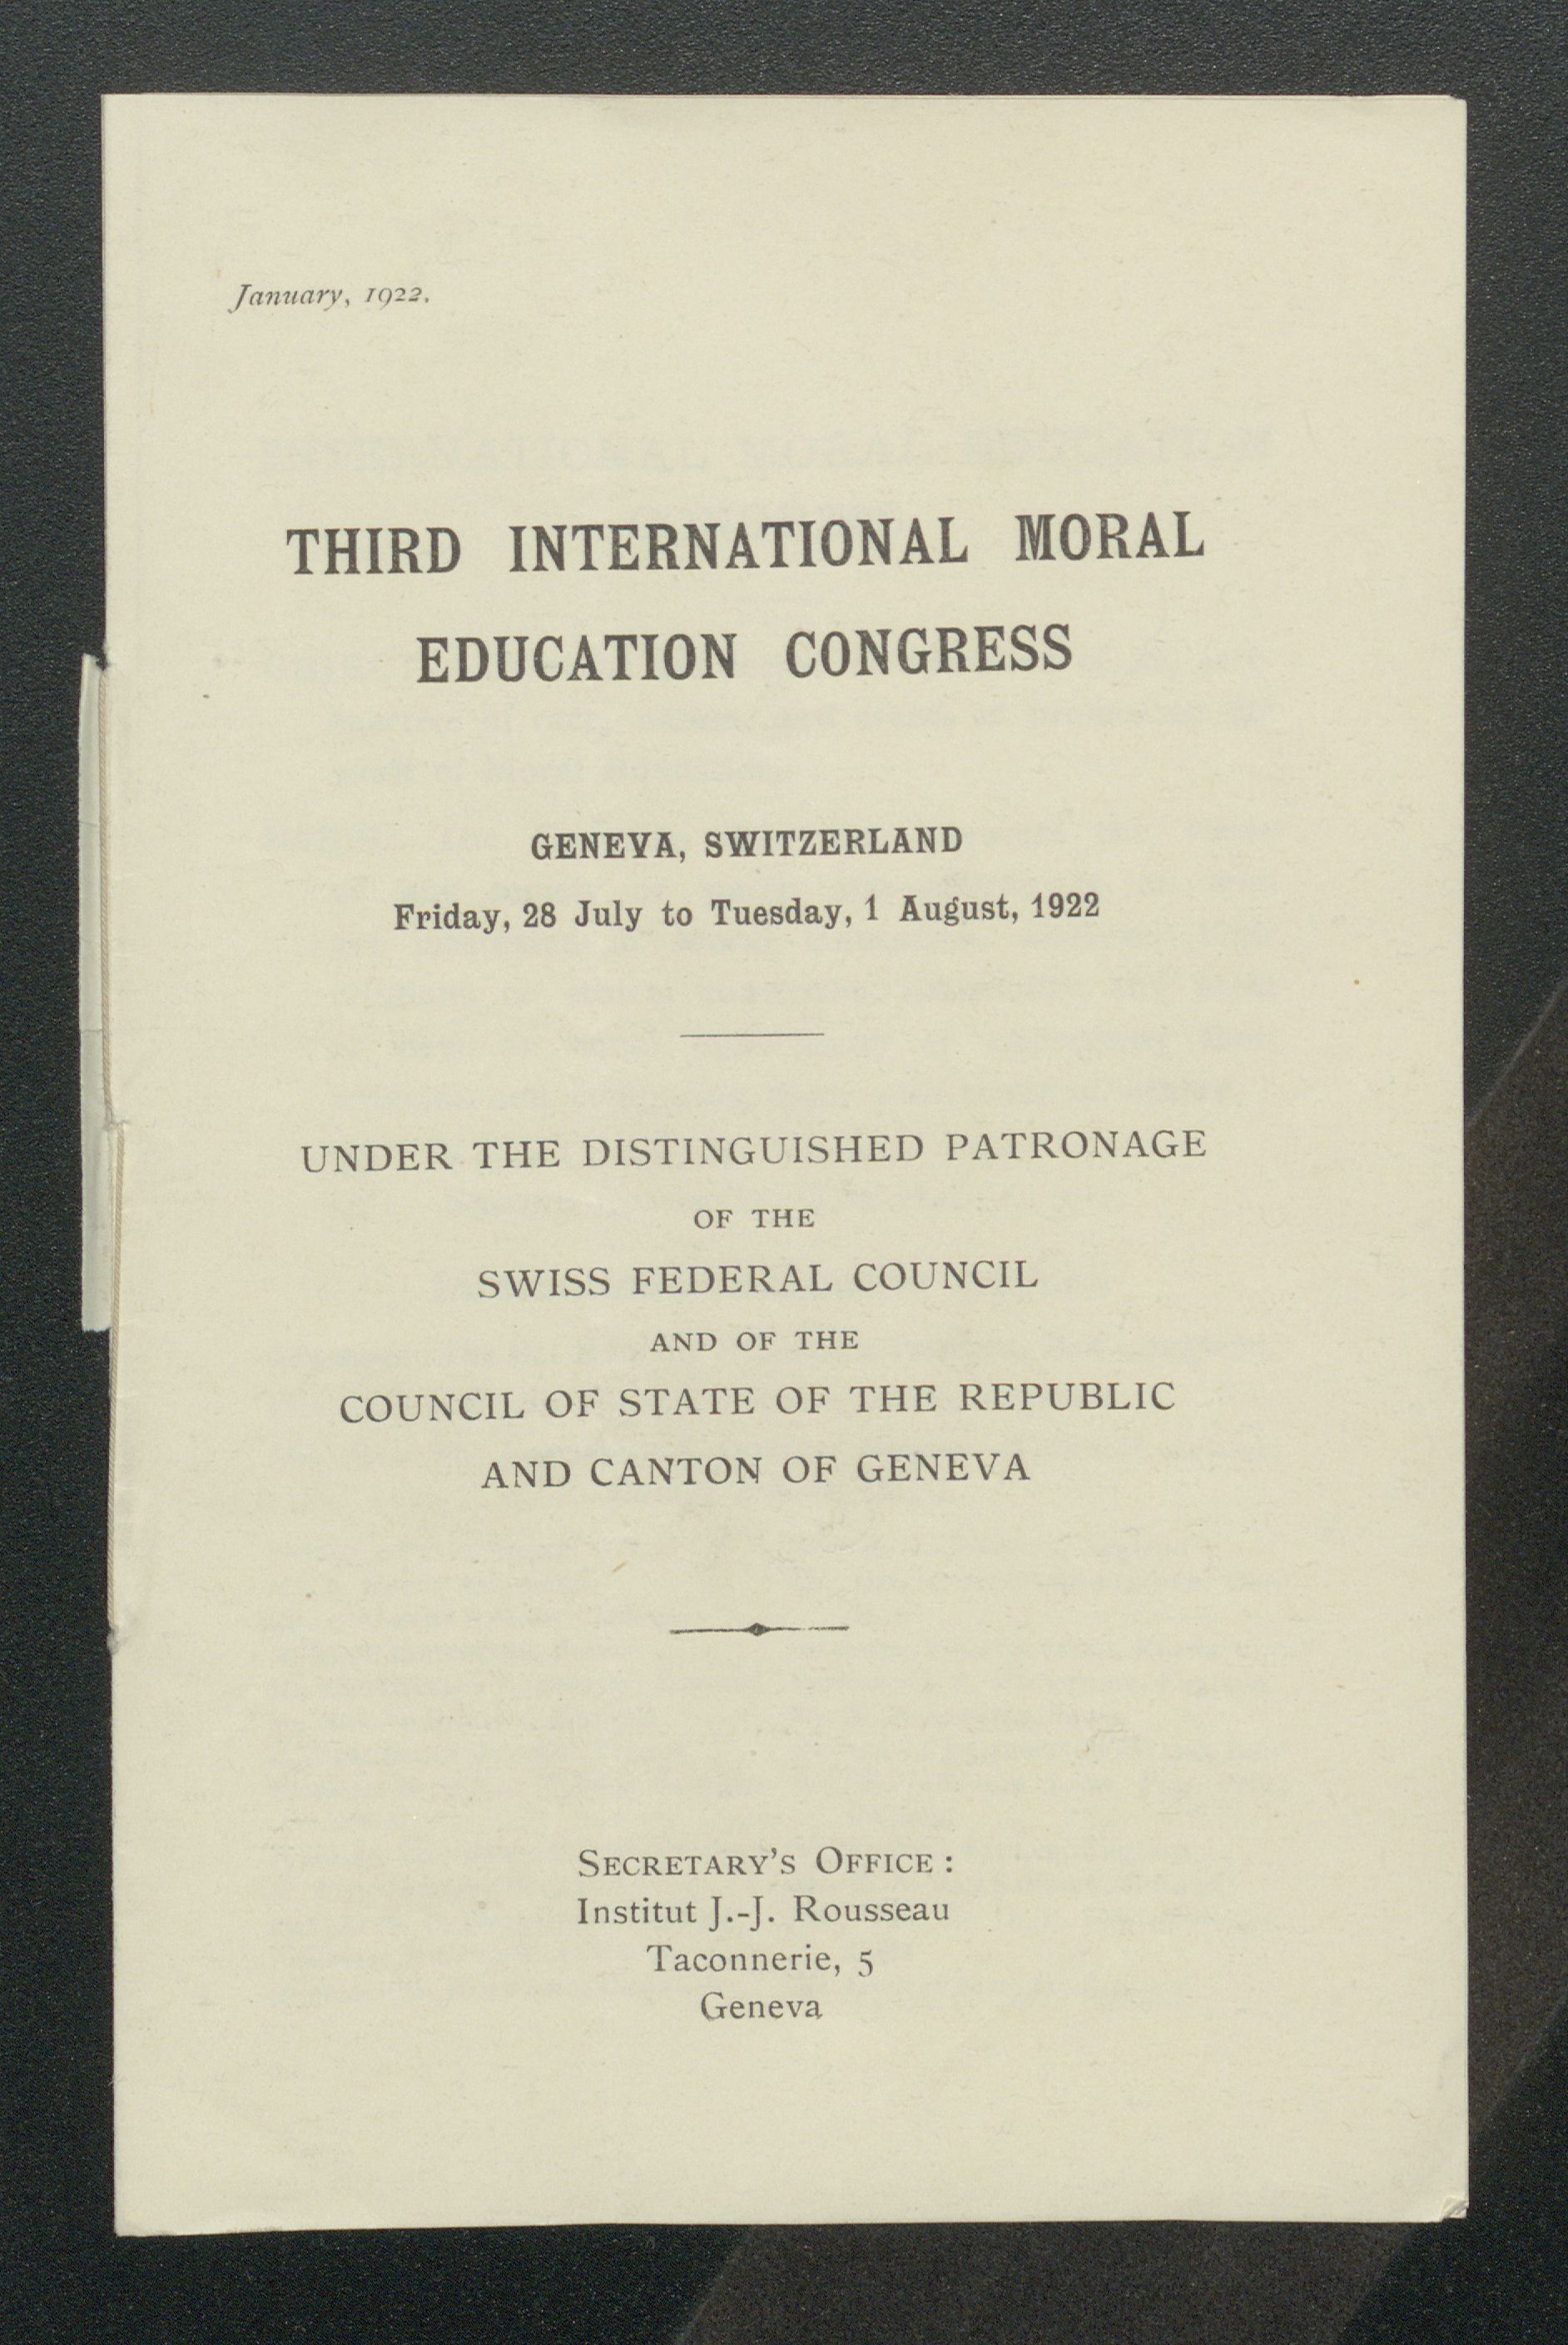 January, 1922.
THIRD INTERNATIONAL MORAL
EDUCATION CONGRESS
GENEVA, SWITZERLAND
Friday, 28 July to Tuesday, 1 August, 1922
UNDER THE DISTINGUISHED PATRONAGE
OF THE
SWISS FEDERAL COUNCIL
AND OF THE
COUNCIL OF STATE OF THE REPUBLIC
AND CANTON OF GENEVA
SECRETARY'S OFFICE :
Institut J.-J. Rousseau
Taconnerie, 5
Geneva